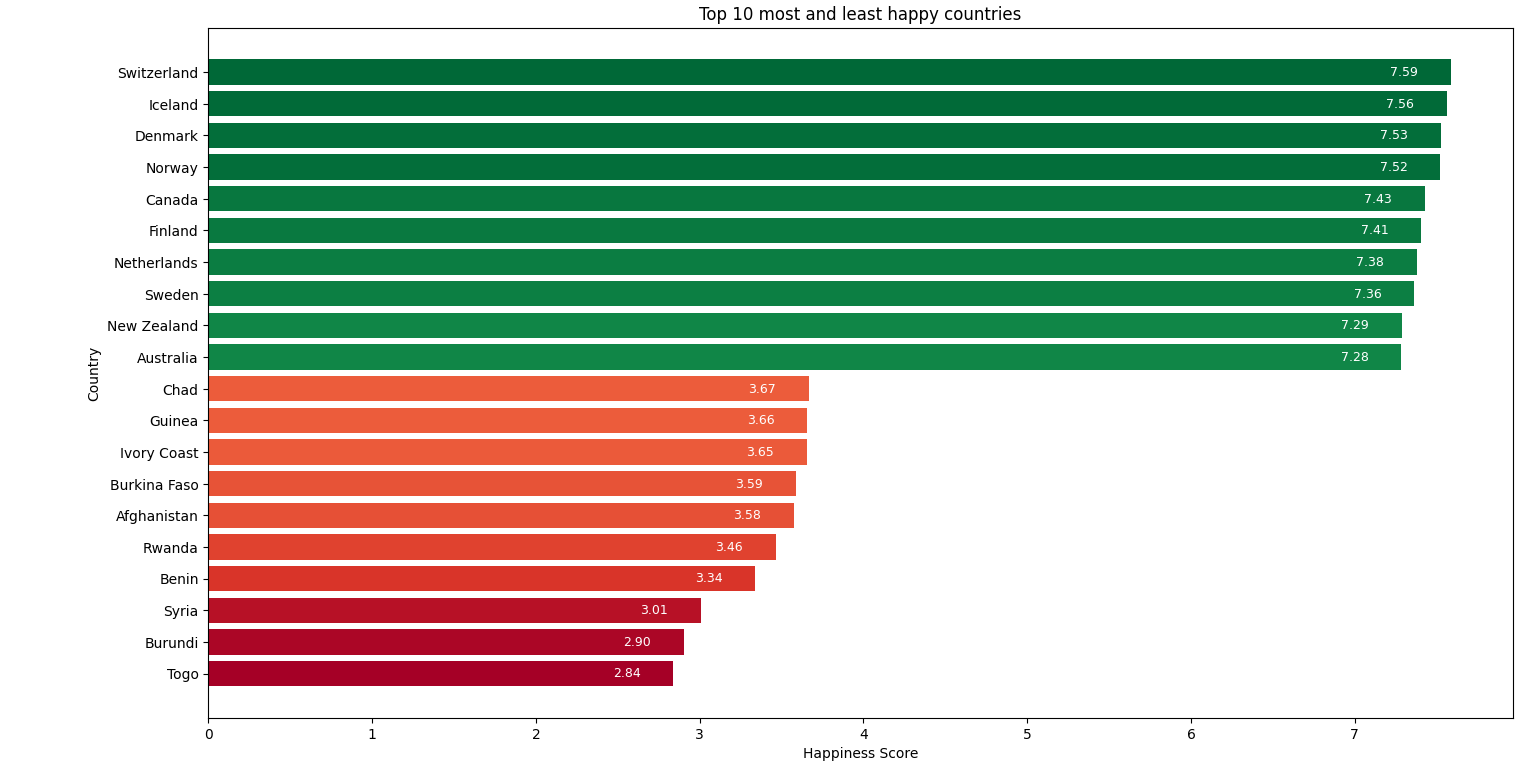 Top 10 most and least happy countries
Country
Switzerland 7.59
Iceland 7.56
Denmark 7.53
Norway 7.52
Canada 7.43
Finland 7.41
Netherlands 7.38
Sweden 7.36
New Zealand 7.29
Australia 7.28
Chad 3.67
Guinea 3.66
Ivory Coast 3.65
Burkina Faso 3.59
Afghanistan 3.58
Rwanda 3.46
Benin 3.34
Syria 3.01
Burundi 2.90
Togo 2.84
0 1 2 3 4 5 6 7
Happiness Score